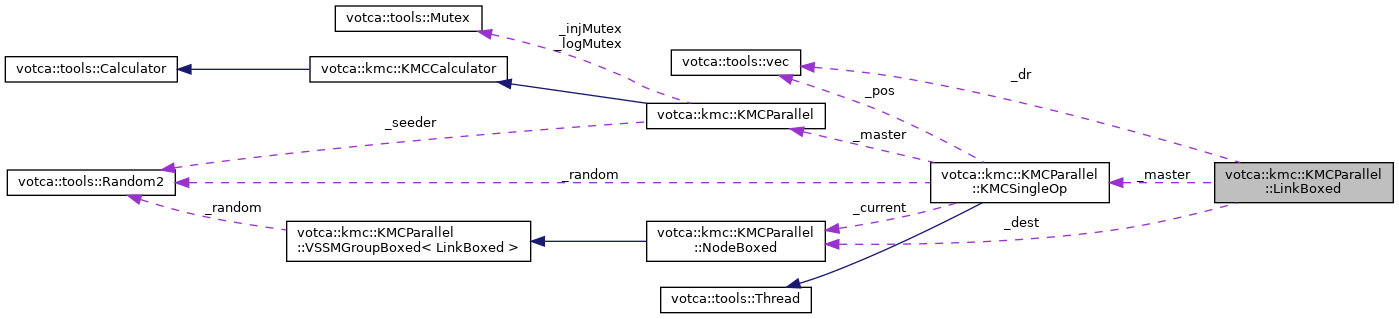 votca::tools::Mutex
_injMutex
_logMutex
votca::tools::Calculator
votca::kmc::KMCCalculator
votca::tools::vec
_dr
_pos
votca::kmc::KMCParallel
_seeder
_master
votca::tools::Random2
_random
votca::kmc::KMCParallel
::KMCSingleOp
_master
votca::kmc::KMCParallel
::LinkBoxed
_random
votca::kmc::KMCParallel
::VSSMGroupBoxed< LinkBoxed >
votca::kmc::KMCParallel
::NodeBoxed
_current
_dest
votca::tools::Thread